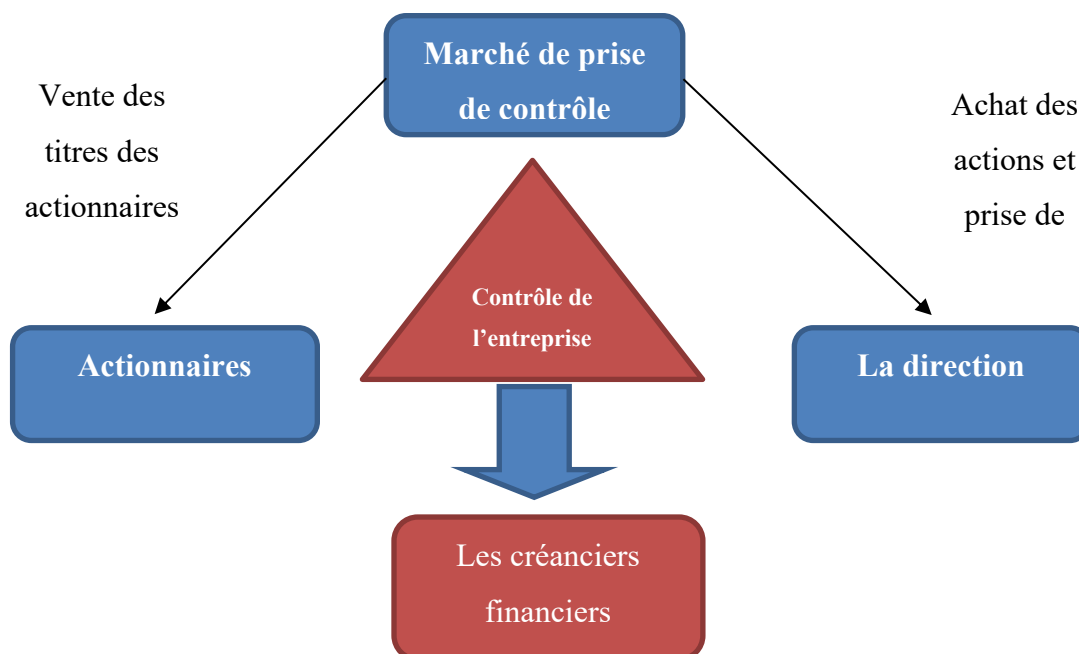 Marché de prise
de contrôle
Vente des
titres des
actionnaires
Achat des
actions et
prise de
Contrôle de
l’entreprise
Actionnaires
La direction
Les créanciers
financiers